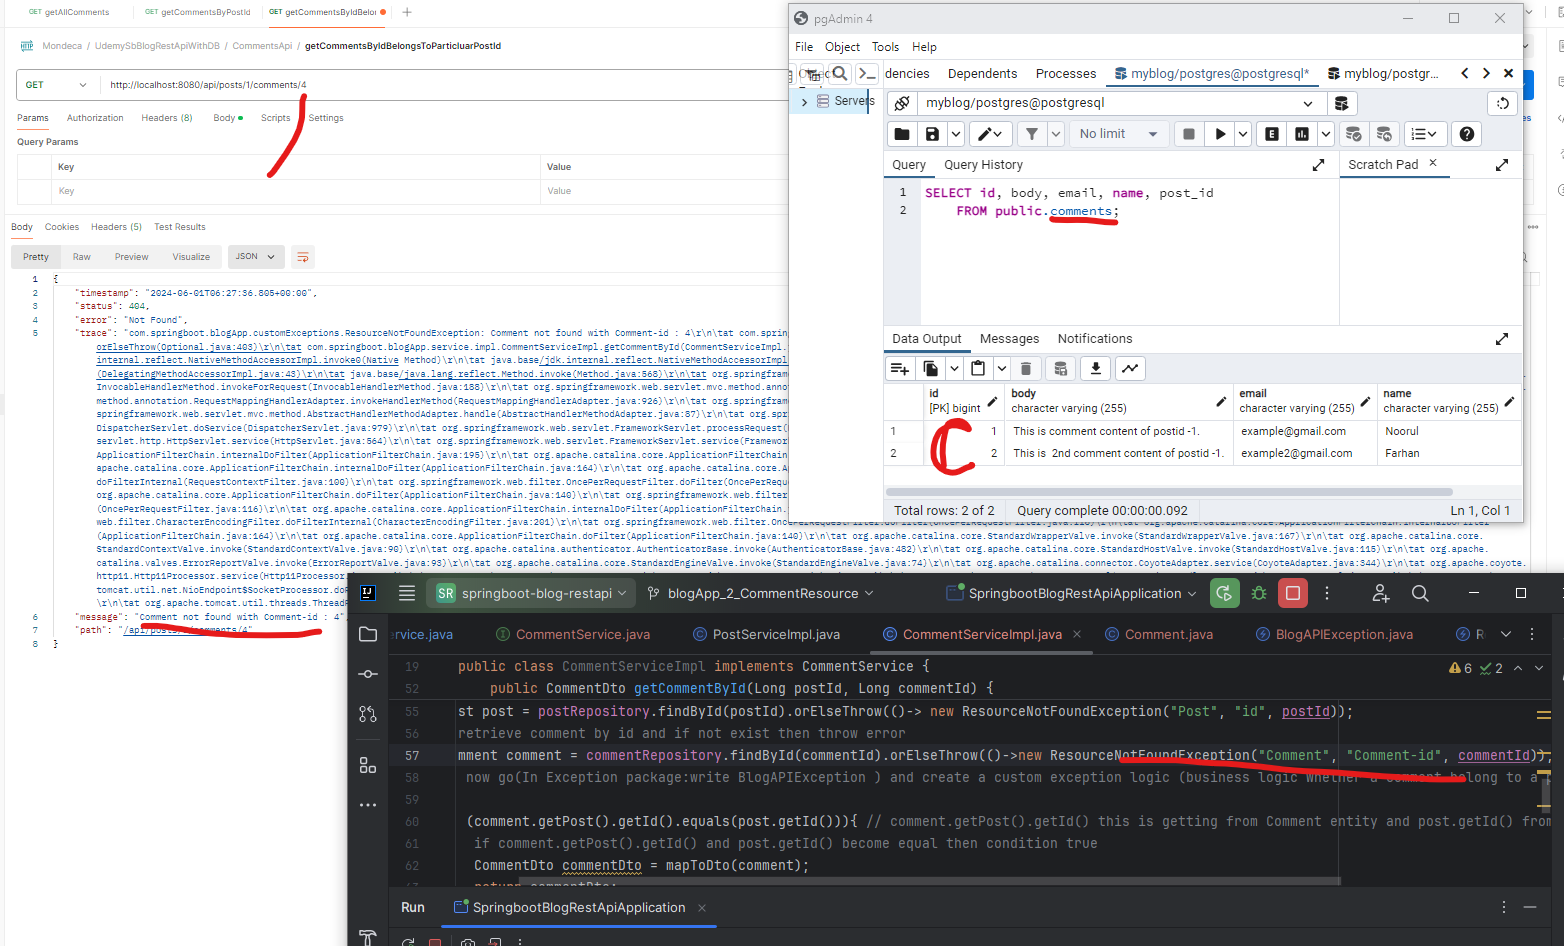 GET getAllComments
GET getCommentsByPostId
GET getCommentsByIdBelon
HTTP
Mondeca / UdemySbBlogRestApiWithDB / CommentsApi / getCommentsByIdBelongsToParticluarPostId
GET
http://localhost:8080/api/posts/1/comments/4
Params Authorization Headers (8) Body Scripts Settings
Query Params
Key Value
Key Value
Body Cookies Headers (5) Test Results
Pretty Raw Preview Visualize JSON
1 {
2 "timestamp": "2024-06-01T06:27:36.805+00:00",
3 "status": 404,
4 "error": "Not Found",
5 "trace": "com.springboot.blogApp.customExceptions.ResourceNotFoundException: Comment not found with Comment-id : 4\r\n\tat com.spring
orElseThrow(Optional.java:403)\r\n\tat com.springboot.blogApp.service.impl.CommentServiceImpl.getCommentById(CommentServiceImpl.
internal.reflect.NativeMethodAccessorImpl.invoke0(Native Method)\r\n\tat java.base/jdk.internal.reflect.NativeMethodAccessorImpl
(DelegatingMethodAccessorImpl.java:43)\r\n\tat java.base/java.lang.reflect.Method.invoke(Method.java:568)\r\n\tat org.springframework
InvocableHandlerMethod.invokeForRequest(InvocableHandlerMethod.java:188)\r\n\tat org.springframework.web.servlet.mvc.method.annot
method.annotation.RequestMappingHandlerAdapter.invokeHandlerMethod(RequestMappingHandlerAdapter.java:926)\r\n\tat org.springframework
springframework.web.servlet.mvc.method.AbstractHandlerMethodAdapter.handle(AbstractHandlerMethodAdapter.java:87)\r\n\tat org.spr
DispatcherServlet.doService(DispatcherServlet.java:979)\r\n\tat org.springframework.web.servlet.FrameworkServlet.processRequest(
servlet.http.HttpServlet.service(HttpServlet.java:564)\r\n\tat org.springframework.web.servlet.FrameworkServlet.service(Framewor
ApplicationFilterChain.internalDoFilter(ApplicationFilterChain.java:195)\r\n\tat org.apache.catalina.core.ApplicationFilterChain
apache.catalina.core.ApplicationFilterChain.internalDoFilter(ApplicationFilterChain.java:164)\r\n\tat org.apache.catalina.core.A
doFilterInternal(RequestContextFilter.java:100)\r\n\tat org.springframework.web.filter.OncePerRequestFilter.doFilter(OncePerRequ
org.apache.catalina.core.ApplicationFilterChain.doFilter(ApplicationFilterChain.java:140)\r\n\tat org.springframework.web.filter
(OncePerRequestFilter.java:116)\r\n\tat org.apache.catalina.core.ApplicationFilterChain.internalDoFilter(ApplicationFilterChain.
web.filter.CharacterEncodingFilter.doFilterInternal(CharacterEncodingFilter.java:201)\r\n\tat org.springframework.web.filter.
(ApplicationFilterChain.java:164)\r\n\tat org.apache.catalina.core.ApplicationFilterChain.doFilter(ApplicationFilterChain.java:140)\r\n\tat org.apache.catalina.core.StandardWrapperValve.invoke(StandardWrapperValve.java:167)\r\n\tat org.apache.catalina.core.
StandardContextValve.invoke(StandardContextValve.java:90)\r\n\tat org.apache.catalina.authenticator.AuthenticatorBase.invoke(AuthenticatorBase.java:482)\r\n\tat org.apache.catalina.core.StandardHostValve.invoke(StandardHostValve.java:115)\r\n\tat org.apache.
catalina.valves.ErrorReportValve.invoke(ErrorReportValve.java:93)\r\n\tat org.apache.catalina.core.StandardEngineValve.invoke(StandardEngineValve.java:74)\r\n\tat org.apache.catalina.connector.CoyoteAdapter.service(CoyoteAdapter.java:344)\r\n\tat org.apache.coyote.
http11.Http11Processor.service(Http11Processor
tomcat.util.net.NioEndpoint$SocketProcessor.do
\r\n\tat org.apache.tomcat.util.threads.ThreadP
6 "message": "Comment not found with Comment-id : 4",
7 "path": "/api/posts/1/comments/4"
8 }
pgAdmin 4
File Object Tools Help
dencies Dependents Processes myblog/postgres@postgresql* myblog/postgr...
Servers
myblog/postgres@postgresql
No limit
Query Query History Scratch Pad
1 SELECT id, body, email, name, post_id
2 FROM public.comments;
Data Output Messages Notifications
id body email name
[PK] bigint character varying (255) character varying (255) character varying (255)
1 1 This is comment content of postid -1. example@gmail.com Noorul
2 2 This is 2nd comment content of postid -1. example2@gmail.com Farhan
Total rows: 2 of 2 Query complete 00:00:00.092 Ln 1, Col 1
SR springboot-blog-restapi blogApp_2_CommentResource SpringbootBlogRestApiApplication
rvice.java CommentService.java PostServiceImpl.java CommentServiceImpl.java Comment.java BlogAPIException.java R
19 public class CommentServiceImpl implements CommentService { 6 2
52 public CommentDto getCommentById(Long postId, Long commentId) {
55 st post = postRepository.findById(postId).orElseThrow(()-> new ResourceNotFoundException("Post", "id", postId));
56 retrieve comment by id and if not exist then throw error
57 mment comment = commentRepository.findById(commentId).orElseThrow(()->new ResourceNotFoundException("Comment", "Comment-id", commentId));
58 now go(In Exception package:write BlogAPIException ) and create a custom exception logic (business logic whether a comment belong to a p
59
60 (comment.getPost().getId().equals(post.getId())){ // comment.getPost().getId() this is getting from Comment entity and post.getId() from
61 if comment.getPost().getId() and post.getId() become equal then condition true
62 CommentDto commentDto = mapToDto(comment);
return commentDto;
Run SpringbootBlogRestApiApplication